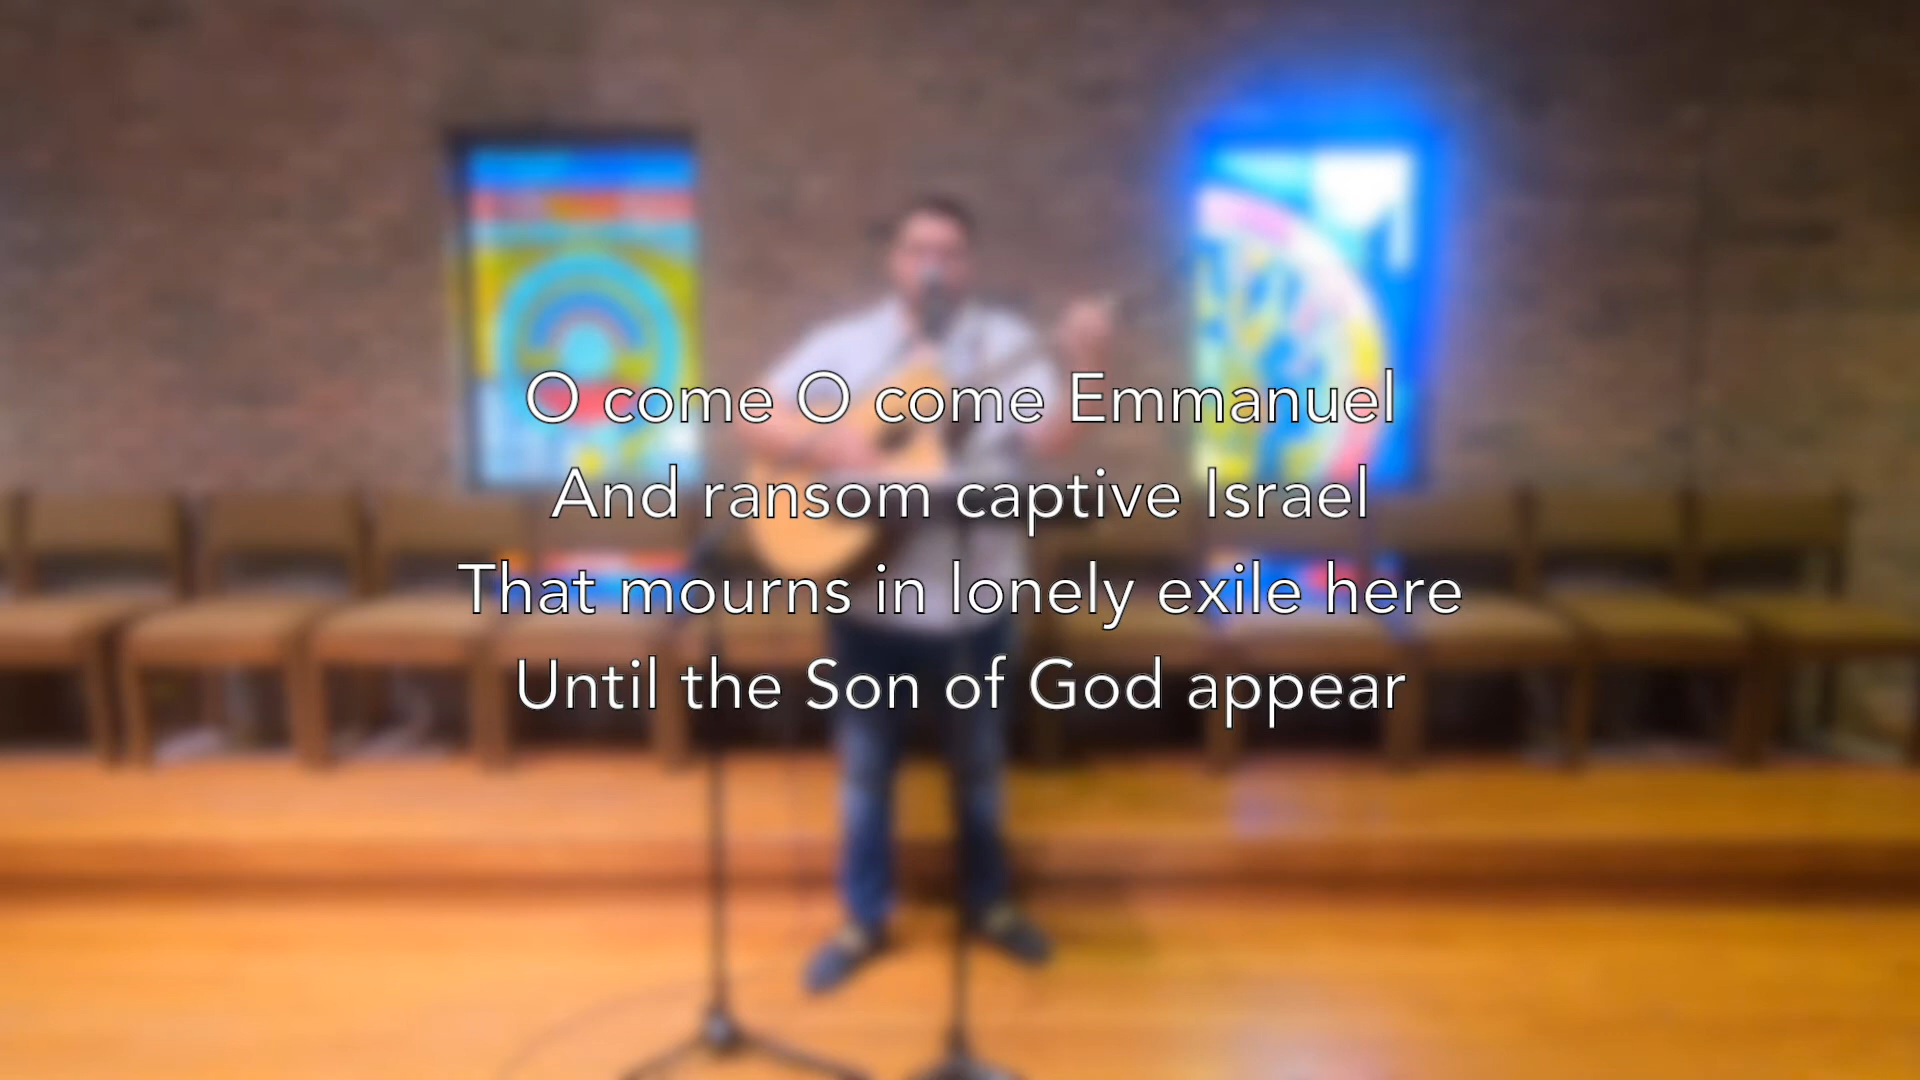 O come O come Emmanuel
And ransom captive Israel
That mourns in lonely exile here
Until the Son of God appear